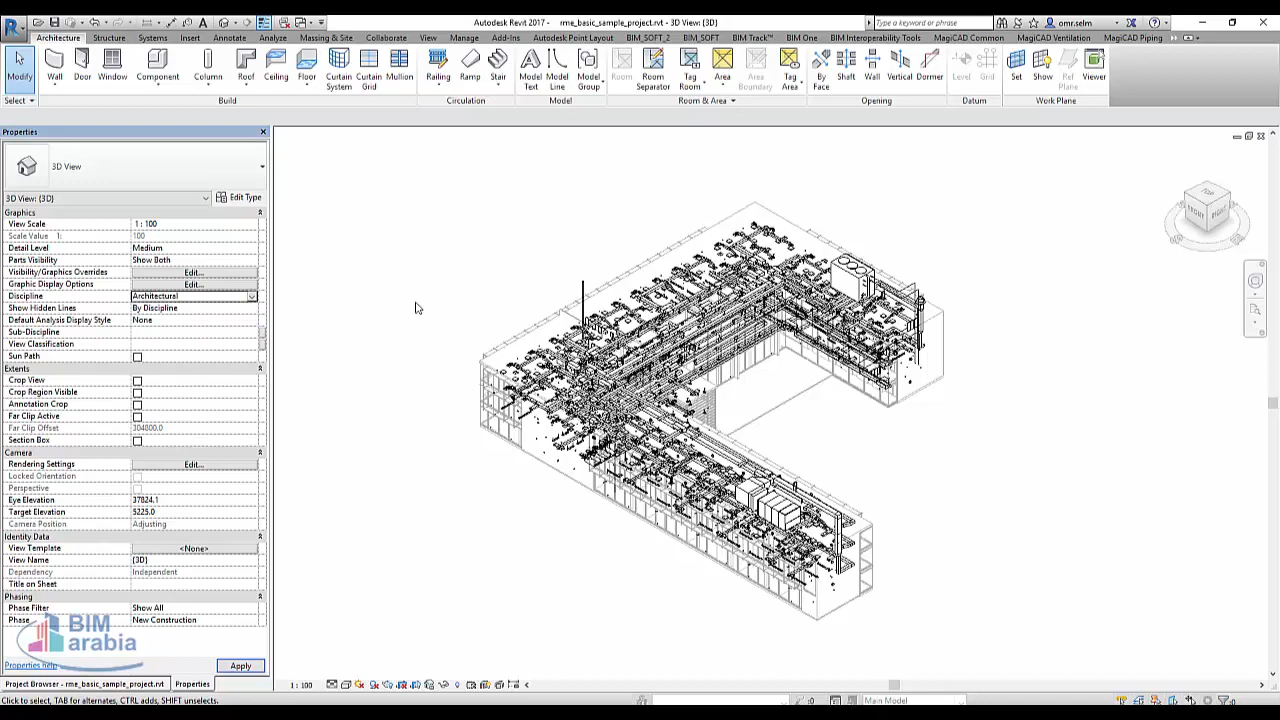 Autodesk Revit 2017 - rme_basic_sample_project.rvt - 3D View: {3D}
Type a keyword or phrase
omr.selm
Architecture Structure Systems Insert Annotate Analyze Massing & Site Collaborate View Manage Add-Ins Autodesk Point Layout BIM_SOFT_2 BIM_SOFT BIM Track™ BIM One BIM Interoperability Tools MagiCAD Common MagiCAD Ventilation MagiCAD Piping
Modify Wall Door Window Component Column Roof Ceiling Floor Curtain System Curtain Grid Mullion Railing Ramp Stair Model Text Model Line Model Group Room Room Separator Tag Room Area Area Boundary Tag Area By Face Shaft Wall Vertical Dormer Level Grid Set Show Ref Plane Viewer
Select Build Circulation Model Room & Area Opening Datum Work Plane
Properties
3D View
3D View: {3D} Edit Type
Graphics
View Scale 1 : 100
Scale Value 1: 100
Detail Level Medium
Parts Visibility Show Both
Visibility/Graphics Overrides Edit...
Graphic Display Options Edit...
Discipline Architectural
Show Hidden Lines By Discipline
Default Analysis Display Style None
Sub-Discipline
View Classification
Sun Path
Extents
Crop View
Crop Region Visible
Annotation Crop
Far Clip Active
Far Clip Offset 304800.0
Section Box
Camera
Rendering Settings Edit...
Locked Orientation
Perspective
Eye Elevation 37824.1
Target Elevation 5225.0
Camera Position Adjusting
Identity Data
View Template <None>
View Name {3D}
Dependency Independent
Title on Sheet
Phasing
Phase Filter Show All
Phase New Construction
BIM
arabia
Properties help Apply
Project Browser - rme_basic_sample_project.rvt Properties
1 : 100
Click to select, TAB for alternates, CTRL adds, SHIFT unselects.
:0 Main Model :0
TOP
FRONT RIGHT